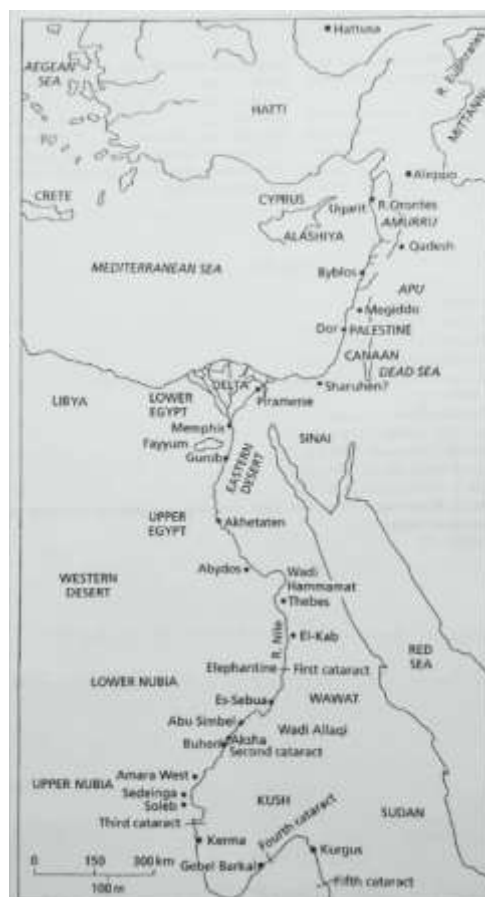 Hattusa
AEGEAN
SEA
HATTI
R. Euphrates
MITTANNI
Aleppo
CRETE
CYPRUS
Ugarit
R.Orontes
AMURRU
ALASHIYA
Qadesh
MEDITERRANEAN SEA
Byblos
APU
Megiddo
Dor
PALESTINE
CANAAN
DEAD SEA
Sharuhen?
LIBYA
LOWER
EGYPT
DELTA
Piramesse
Memphis
Fayyum
Gurob
SINAI
EASTERN
DESERT
UPPER
EGYPT
Akhetaten
Abydos
Wadi
Hammamat
Thebes
WESTERN
DESERT
R. Nile
El-Kab
RED
SEA
Elephantine
First cataract
LOWER NUBIA
Es-Sebua
WAWAT
Abu Simbel
Wadi Allaqi
Aksha
Buhen
Second cataract
Amara West
UPPER NUBIA
Sedeinga
Soleb
KUSH
SUDAN
Third cataract
Fourth cataract
Kerma
Kurgus
0 150 300 km
Gebel Barkal
Fifth cataract
100 m